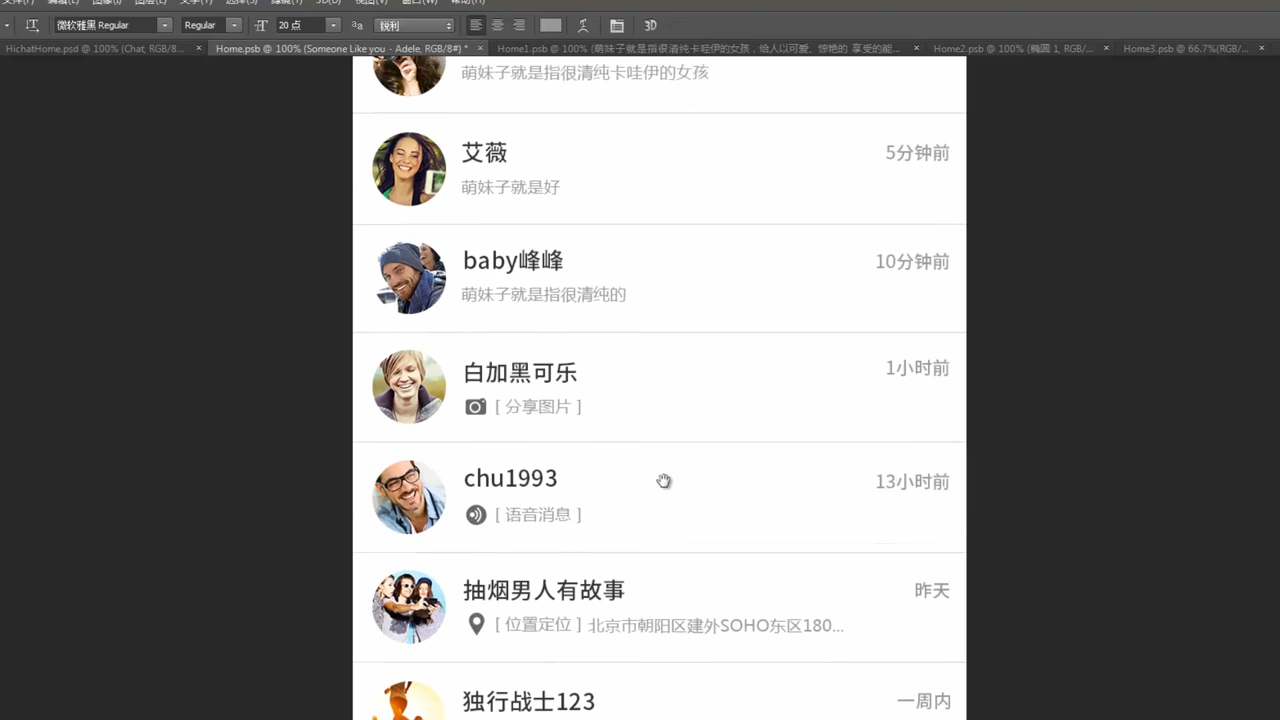 微软雅黑 Regular Regular 20 点 锐利 3D
HichatHome.psd @ 100% (Chat, RGB/8... × Home.psb @ 100% (Someone Like you - Adele, RGB/8#) * × Home1.psb @ 100% (萌妹子就是指很清纯卡哇伊的女孩，给人以可爱、惊艳的 享受的能... × Home2.psb @ 100% (椭圆 1, RGB/... × Home3.psb @ 66.7%(RGB/... ×
萌妹子就是指很清纯卡哇伊的女孩
艾薇 5分钟前
萌妹子就是好
baby峰峰 10分钟前
萌妹子就是指很清纯的
白加黑可乐 1小时前
[ 分享图片 ]
chu1993 13小时前
[ 语音消息 ]
抽烟男人有故事 昨天
[ 位置定位 ] 北京市朝阳区建外SOHO东区180...
独行战士123 一周内